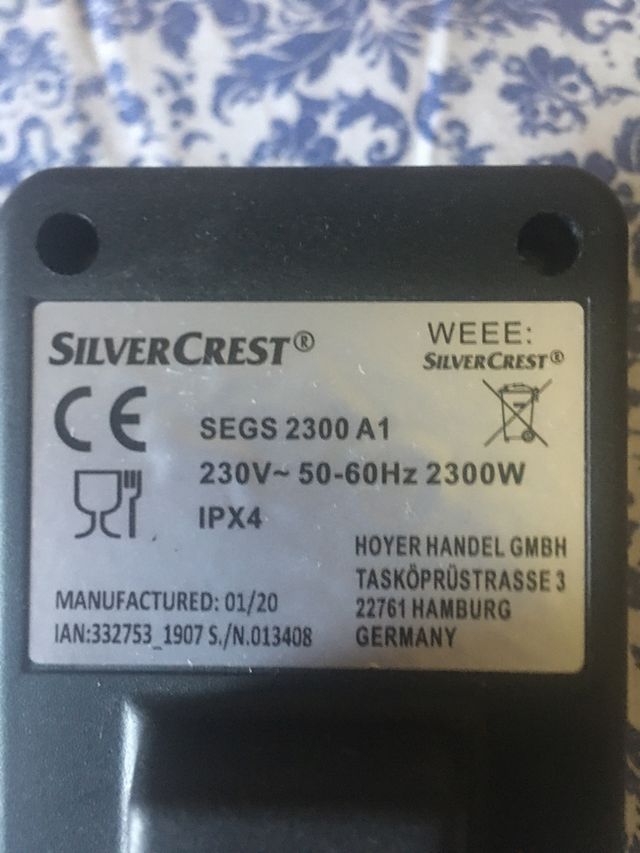 SILVERCREST®
WEEE:
SILVERCREST®
CE
SEGS 2300 A1
230V~ 50-60Hz 2300W
IPX4
HOYER HANDEL GMBH
TASKÖPRÜSTRASSE 3
22761 HAMBURG
GERMANY
MANUFACTURED: 01/20
IAN:332753_1907 S./N.013408